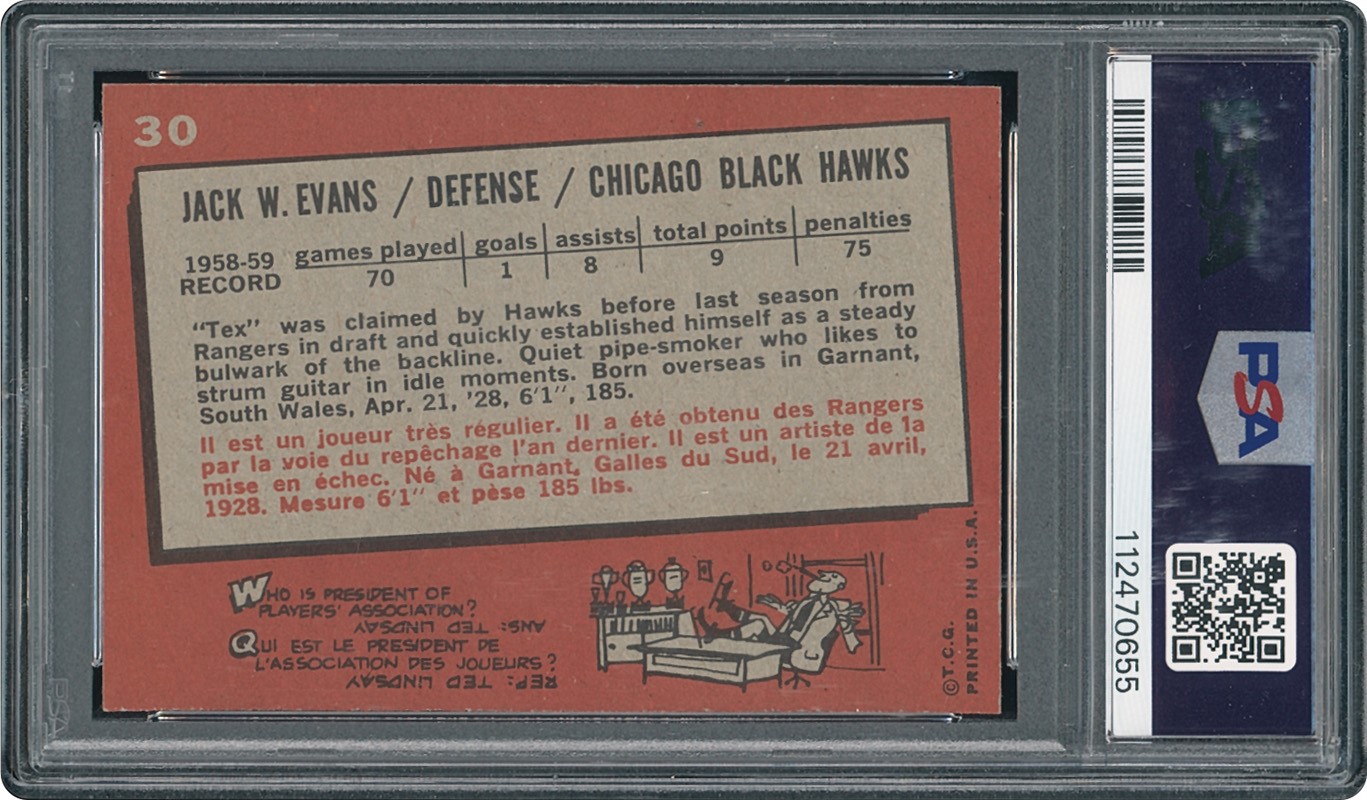 30
JACK W. EVANS / DEFENSE / CHICAGO BLACK HAWKS
1958-59 RECORD
games played | goals | assists | total points | penalties
70 | 1 | 8 | 9 | 75
"Tex" was claimed by Hawks before last season from
Rangers in draft and quickly established himself as a steady
bulwark of the backline. Quiet pipe-smoker who likes to
strum guitar in idle moments. Born overseas in Garnant,
South Wales, Apr. 21, '28, 6'1", 185.
Il est un joueur très régulier. Il a été obtenu des Rangers
par la voie du repêchage l'an dernier. Il est un artiste de la
mise en échec. Né à Garnant, Galles du Sud, le 21 avril,
1928. Mesure 6'1" et pèse 185 lbs.
WHO IS PRESIDENT OF
PLAYERS' ASSOCIATION?
ANS: TED LINDSAY
QUI EST LE PRESIDENT DE
L'ASSOCIATION DES JOUEURS?
REP: TED LINDSAY
©T.C.G.
PRINTED IN U.S.A.
PSA
112470655
PSA